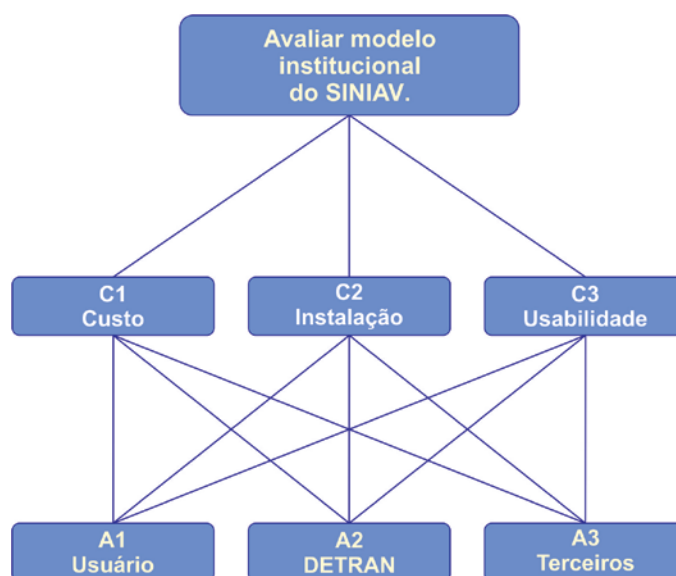 Avaliar modelo
institucional
do SINIAV.
C1
Custo
C2
Instalação
C3
Usabilidade
A1
Usuário
A2
DETRAN
A3
Terceiros